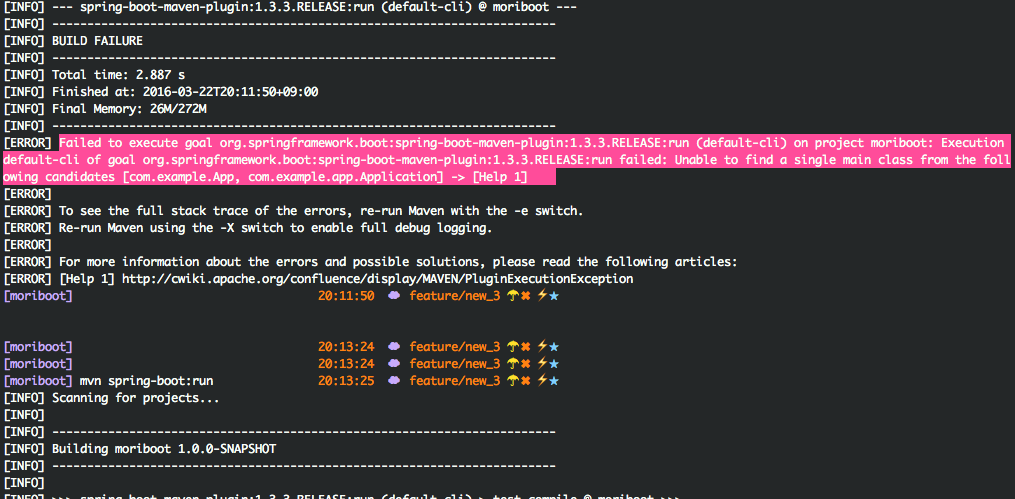 [INFO] --- spring-boot-maven-plugin:1.3.3.RELEASE:run (default-cli) @ moriboot ---
[INFO] ------------------------------------------------------------------------
[INFO] BUILD FAILURE
[INFO] ------------------------------------------------------------------------
[INFO] Total time: 2.887 s
[INFO] Finished at: 2016-03-22T20:11:50+09:00
[INFO] Final Memory: 26M/272M
[INFO] ------------------------------------------------------------------------
[ERROR] Failed to execute goal org.springframework.boot:spring-boot-maven-plugin:1.3.3.RELEASE:run (default-cli) on project moriboot: Execution
default-cli of goal org.springframework.boot:spring-boot-maven-plugin:1.3.3.RELEASE:run failed: Unable to find a single main class from the foll
owing candidates [com.example.App, com.example.app.Application] -> [Help 1]
[ERROR]
[ERROR] To see the full stack trace of the errors, re-run Maven with the -e switch.
[ERROR] Re-run Maven using the -X switch to enable full debug logging.
[ERROR]
[ERROR] For more information about the errors and possible solutions, please read the following articles:
[ERROR] [Help 1] http://cwiki.apache.org/confluence/display/MAVEN/PluginExecutionException
[moriboot] 20:11:50 ☁ feature/new_3 ☂✖ ⚡★
[moriboot] 20:13:24 ☁ feature/new_3 ☂✖ ⚡★
[moriboot] 20:13:24 ☁ feature/new_3 ☂✖ ⚡★
[moriboot] mvn spring-boot:run 20:13:25 ☁ feature/new_3 ☂✖ ⚡★
[INFO] Scanning for projects...
[INFO]
[INFO] ------------------------------------------------------------------------
[INFO] Building moriboot 1.0.0-SNAPSHOT
[INFO] ------------------------------------------------------------------------
[INFO]
[INFO] >>> spring-boot-maven-plugin:1.3.3.RELEASE:run (default-cli) > test-compile @ moriboot >>>